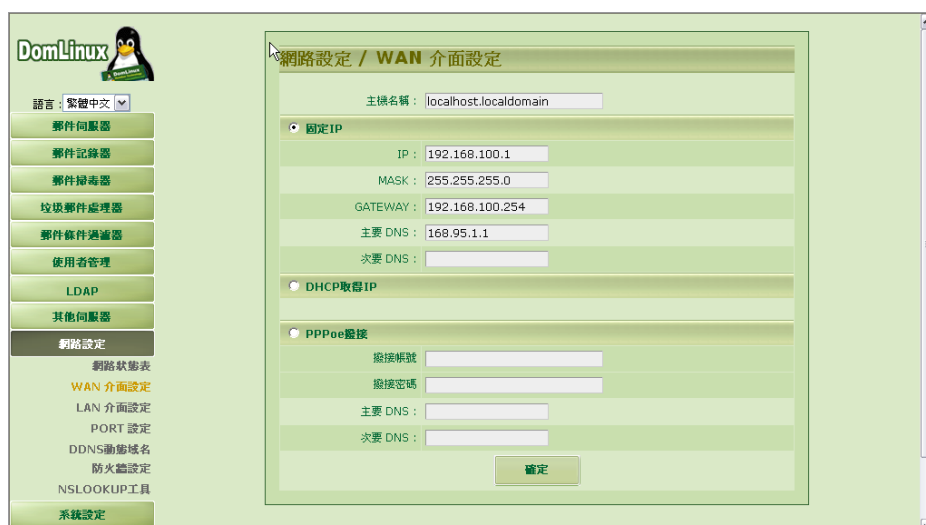 DomLinux
DomLinux
語言：繁體中文
郵件伺服器
郵件記錄器
郵件掃毒器
垃圾郵件處理器
郵件條件過濾器
使用者管理
LDAP
其他伺服器
網路設定
網路狀態表
WAN 介面設定
LAN 介面設定
PORT 設定
DDNS動態域名
防火牆設定
NSLOOKUP工具
系統設定
網路設定 / WAN 介面設定
主機名稱： localhost.localdomain
固定IP
IP： 192.168.100.1
MASK： 255.255.255.0
GATEWAY： 192.168.100.254
主要 DNS： 168.95.1.1
次要 DNS：
DHCP取得IP
PPPoe撥接
撥接帳號
撥接密碼
主要 DNS：
次要 DNS：
確定